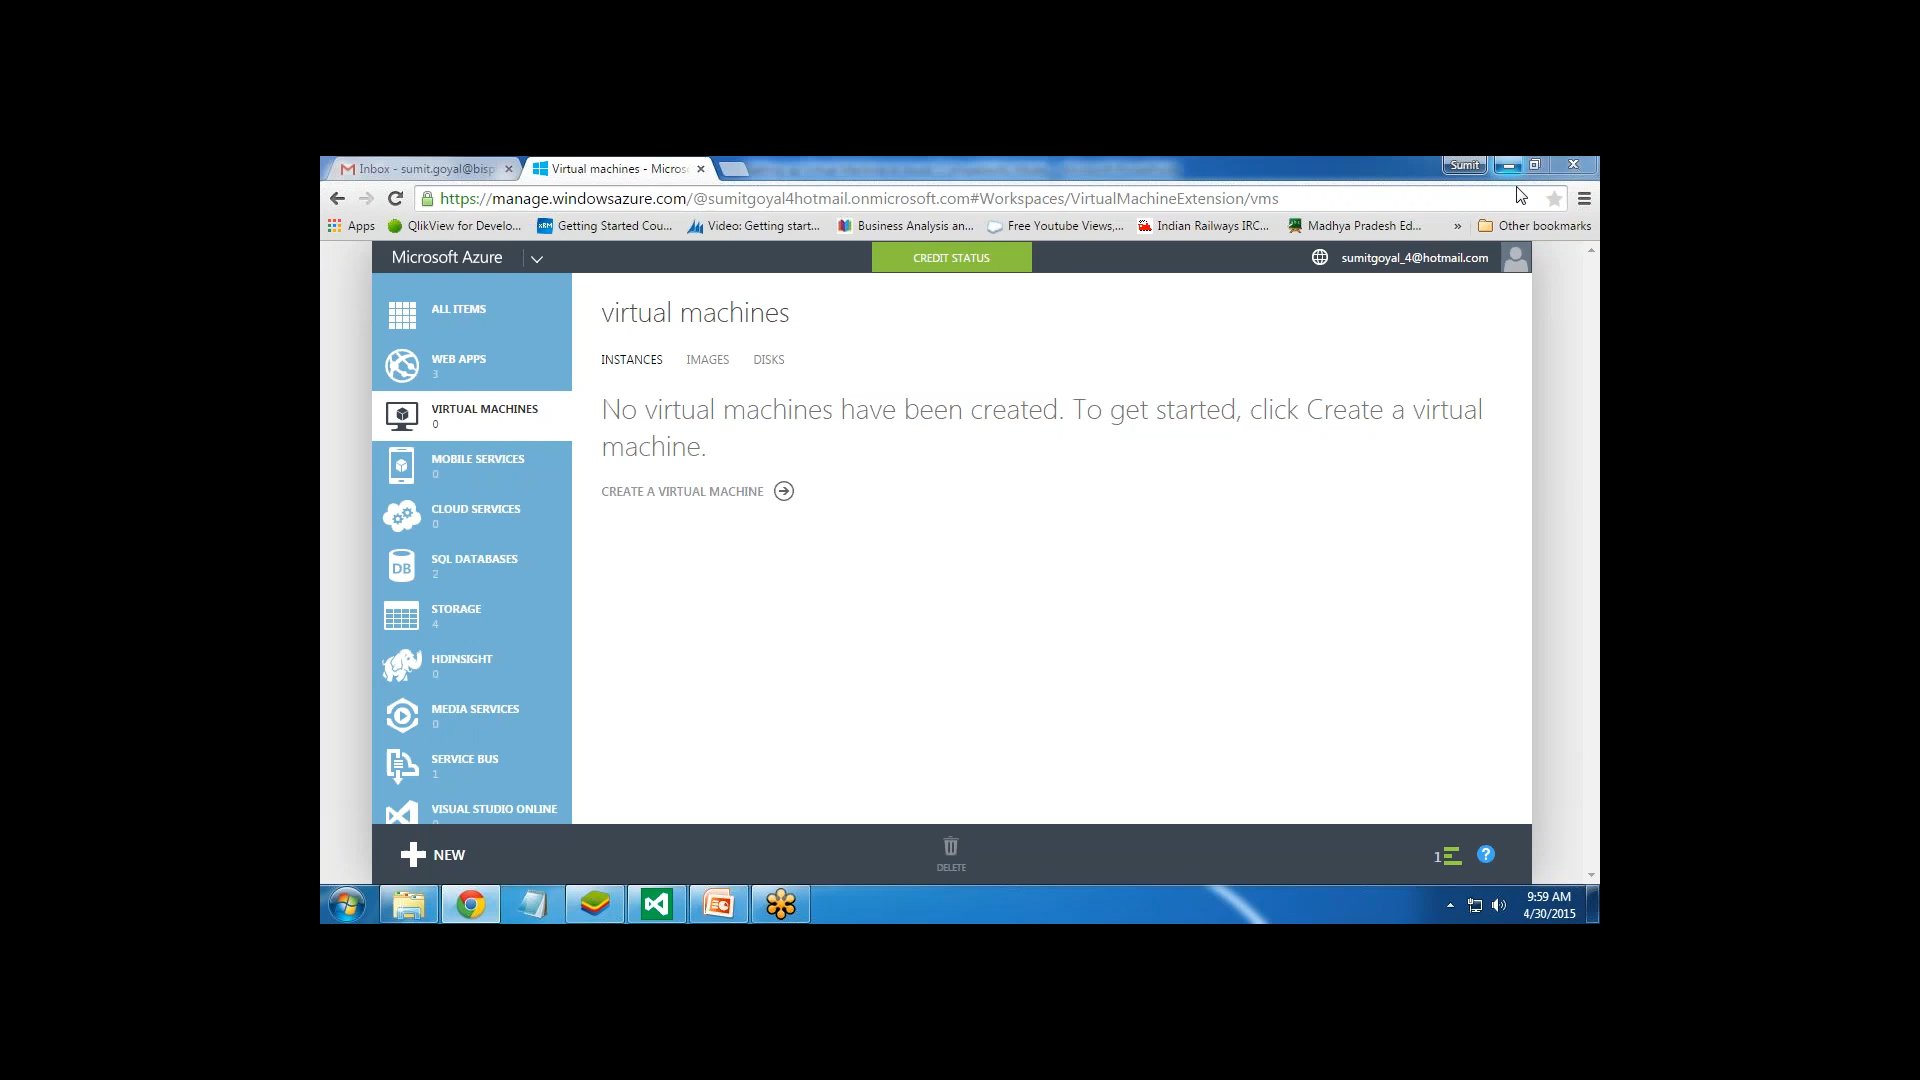 Inbox - sumit.goyal@bisp
Virtual machines - Micros
Sumit
https://manage.windowsazure.com/@sumitgoyal4hotmail.onmicrosoft.com#Workspaces/VirtualMachineExtension/vms
Apps
QlikView for Develo...
xRM
Getting Started Cou...
Video: Getting start...
Business Analysis an...
Free Youtube Views,...
Indian Railways IRC...
Madhya Pradesh Ed...
»
Other bookmarks
Microsoft Azure
CREDIT STATUS
sumitgoyal_4@hotmail.com
ALL ITEMS
WEB APPS
3
VIRTUAL MACHINES
0
MOBILE SERVICES
0
CLOUD SERVICES
0
DB
SQL DATABASES
2
STORAGE
4
HDINSIGHT
0
MEDIA SERVICES
0
SERVICE BUS
1
VISUAL STUDIO ONLINE
virtual machines
INSTANCES
IMAGES
DISKS
No virtual machines have been created. To get started, click Create a virtual
machine.
CREATE A VIRTUAL MACHINE
NEW
DELETE
1
?
9:59 AM
4/30/2015